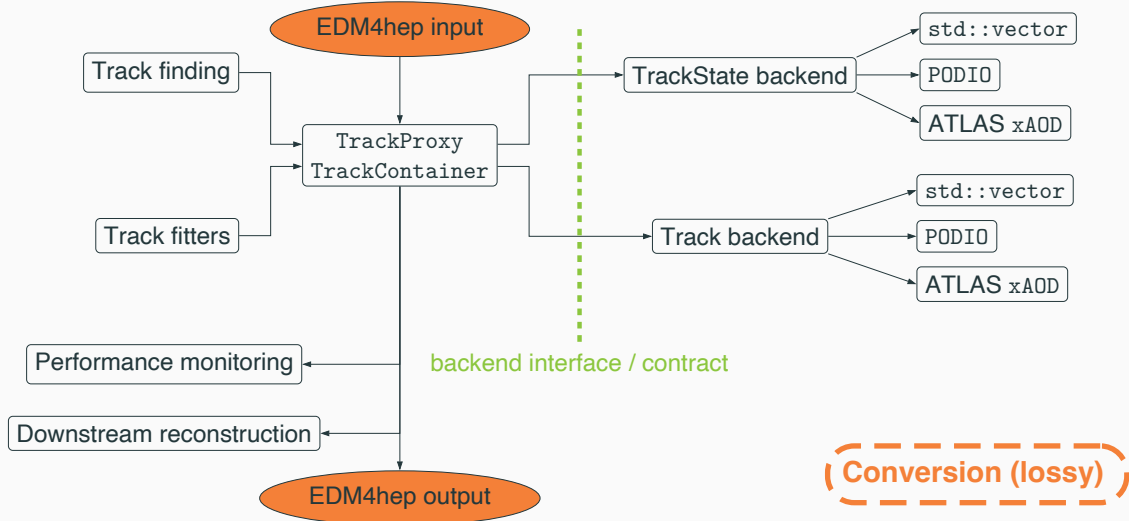 EDM4hep input
Track finding
TrackProxy
TrackContainer
Track fitters
TrackState backend
std::vector
PODIO
ATLAS xAOD
Track backend
std::vector
PODIO
ATLAS xAOD
backend interface / contract
Performance monitoring
Downstream reconstruction
EDM4hep output
Conversion (lossy)